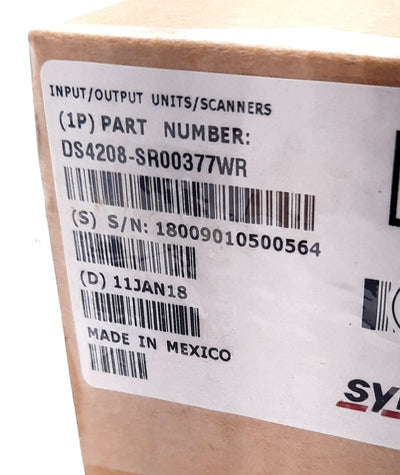 INPUT/OUTPUT UNITS/SCANNERS
(1P) PART NUMBER:
DS4208-SR00377WR
(S) S/N: 18009010500564
(D) 11JAN18
MADE IN MEXICO